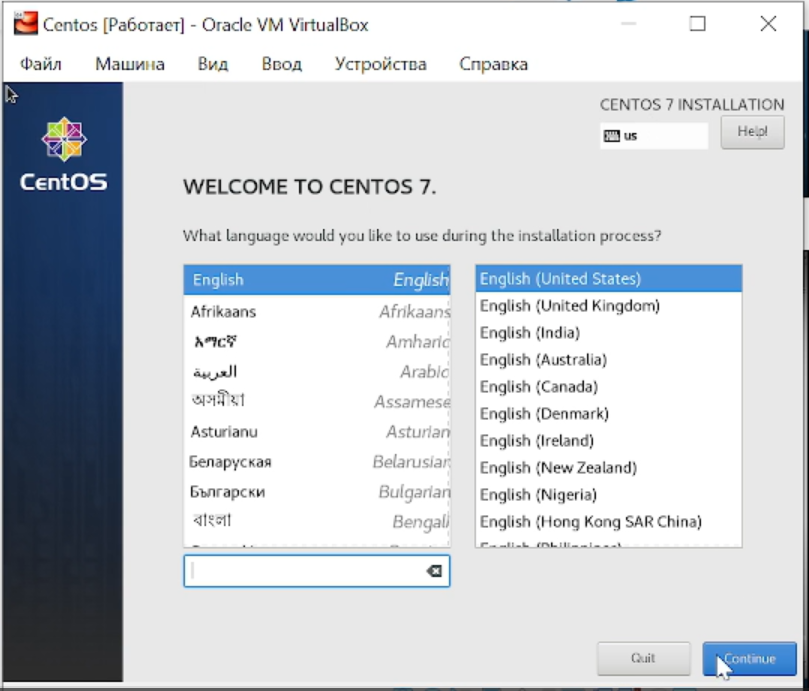 Centos [Работает] - Oracle VM VirtualBox
Файл Машина Вид Ввод Устройства Справка
CentOS
CENTOS 7 INSTALLATION
us
Help!
WELCOME TO CENTOS 7.
What language would you like to use during the installation process?
English English
Afrikaans Afrikaans
አማርኛ Amharic
العربية Arabic
অসমীয়া Assamese
Asturianu Asturian
Беларуская Belarusian
Български Bulgarian
বাংলা Bengali
English (United States)
English (United Kingdom)
English (India)
English (Australia)
English (Canada)
English (Denmark)
English (Ireland)
English (New Zealand)
English (Nigeria)
English (Hong Kong SAR China)
English (Philippines)
Quit
Continue